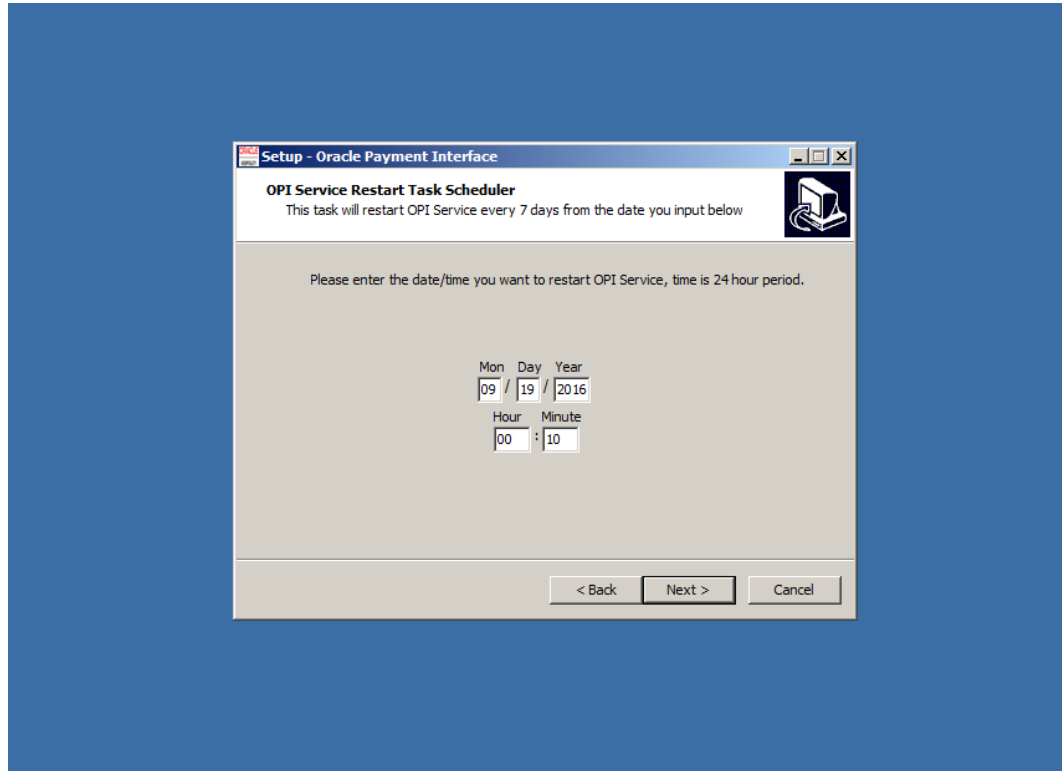 Setup - Oracle Payment Interface
OPI Service Restart Task Scheduler
This task will restart OPI Service every 7 days from the date you input below
Please enter the date/time you want to restart OPI Service, time is 24 hour period.
Mon Day Year
09 / 19 / 2016
Hour Minute
00 : 10
< Back Next > Cancel